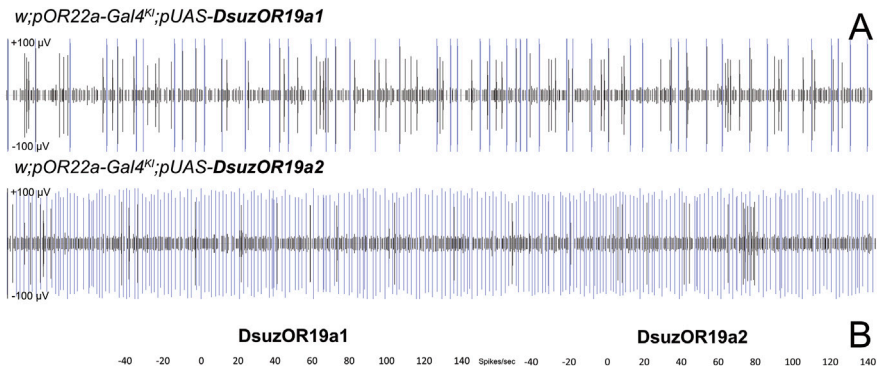 w;pOR22a-Gal4KI;pUAS-DsuzOR19a1
A
+100 µV
-100 µV
w;pOR22a-Gal4KI;pUAS-DsuzOR19a2
+100 µV
-100 µV
B
DsuzOR19a1 DsuzOR19a2
-40 -20 0 20 40 60 80 100 120 140 Spikes/sec -40 -20 0 20 40 60 80 100 120 140